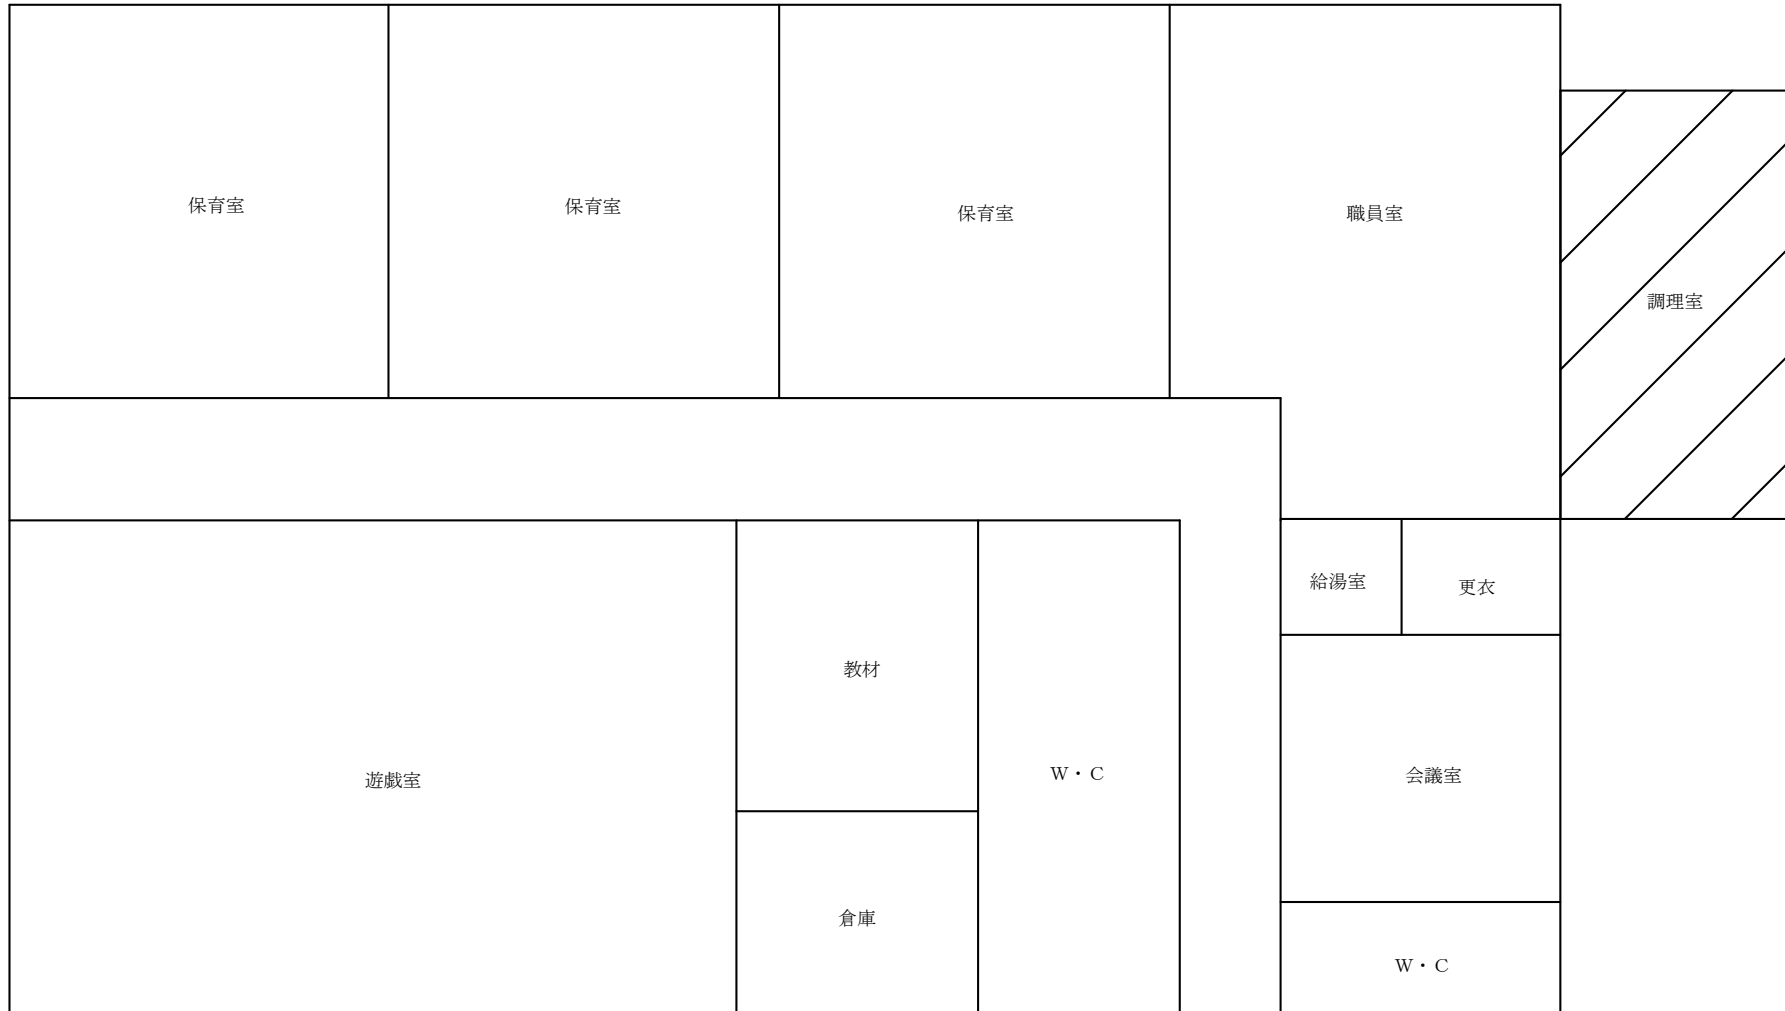 保育室
保育室
保育室
職員室
調理室
給湯室
更衣
教材
遊戯室
W・C
会議室
倉庫
W・C